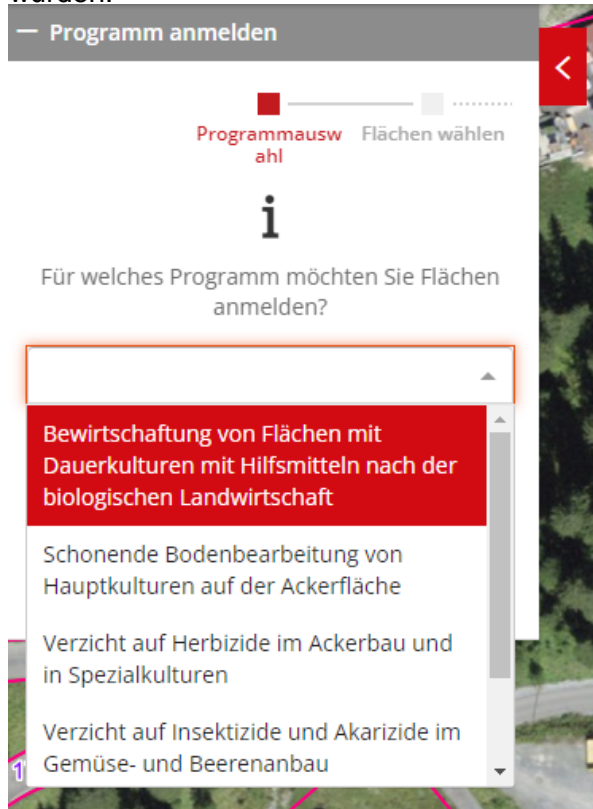 — Programm anmelden
Programmausw
ahl
Flächen wählen
i
Für welches Programm möchten Sie Flächen
anmelden?
Bewirtschaftung von Flächen mit
Dauerkulturen mit Hilfsmitteln nach der
biologischen Landwirtschaft
Schonende Bodenbearbeitung von
Hauptkulturen auf der Ackerfläche
Verzicht auf Herbizide im Ackerbau und
in Spezialkulturen
Verzicht auf Insektizide und Akarizide im
Gemüse- und Beerenanbau